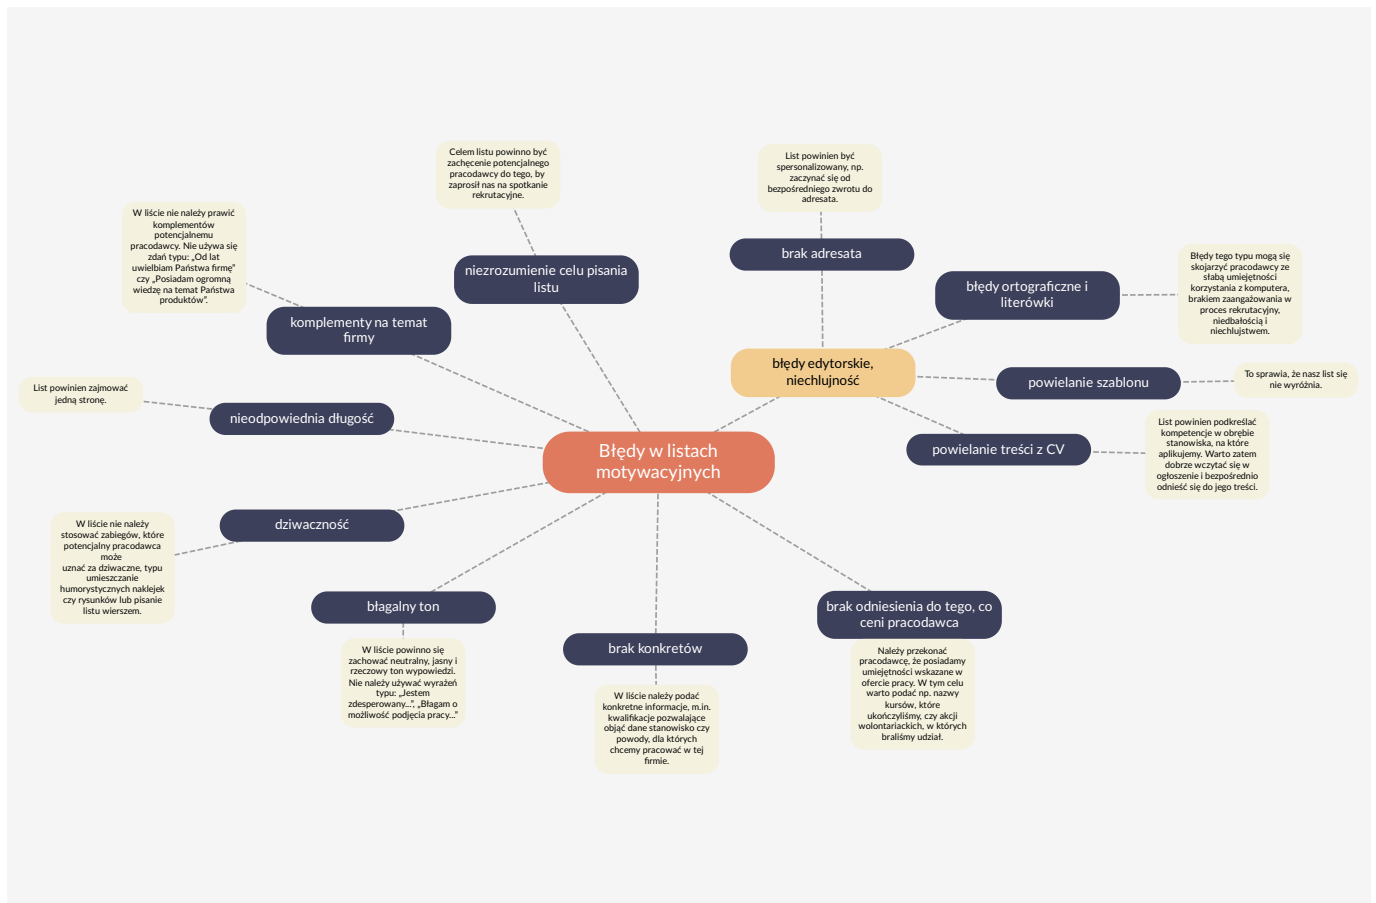 Błędy w listach
motywacyjnych
niezrozumienie celu pisania
listu
Celem listu powinno być
zachęcenie potencjalnego
pracodawcy do tego, by
zaprosił nas na spotkanie
rekrutacyjne.
komplementy na temat
firmy
W liście nie należy prawić
komplementów
potencjalnemu
pracodawcy. Nie używa się
zdań typu: „Od lat
uwielbiam Państwa firmę”
czy „Posiadam ogromną
wiedzę na temat Państwa
produktów”.
nieodpowiednia długość
List powinien zajmować
jedną stronę.
dziwaczność
W liście nie należy
stosować zabiegów, które
potencjalny pracodawca
może
uznać za dziwaczne, typu
umieszczanie
humorystycznych naklejek
czy rysunków lub pisanie
listu wierszem.
błagalny ton
W liście powinno się
zachować neutralny, jasny i
rzeczowy ton wypowiedzi.
Nie należy używać wyrażeń
typu: „Jestem
zdesperowany...”, „Błagam o
możliwość podjęcia pracy...”
brak konkretów
W liście należy podać
konkretne informacje, m.in.
kwalifikacje pozwalające
objąć dane stanowisko czy
powody, dla których
chcemy pracować w tej
firmie.
brak odniesienia do tego, co
ceni pracodawca
Należy przekonać
pracodawcę, że posiadamy
umiejętności wskazane w
ofercie pracy. W tym celu
warto podać np. nazwy
kursów, które
ukończyliśmy, czy akcji
wolontariackich, w których
braliśmy udział.
błędy edytorskie,
niechlujność
brak adresata
List powinien być
spersonalizowany, np.
zaczynać się od
bezpośredniego zwrotu do
adresata.
błędy ortograficzne i
literówki
Błędy tego typu mogą się
skojarzyć pracodawcy ze
słabą umiejętności
korzystania z komputera,
brakiem zaangażowania w
proces rekrutacyjny,
niedbałością i
niechlujstwem.
powielanie szablonu
To sprawia, że nasz list się
nie wyróżnia.
powielanie treści z CV
List powinien podkreślać
kompetencje w obrębie
stanowiska, na które
aplikujemy. Warto zatem
dobrze wczytać się w
ogłoszenie i bezpośrednio
odnieść się do jego treści.